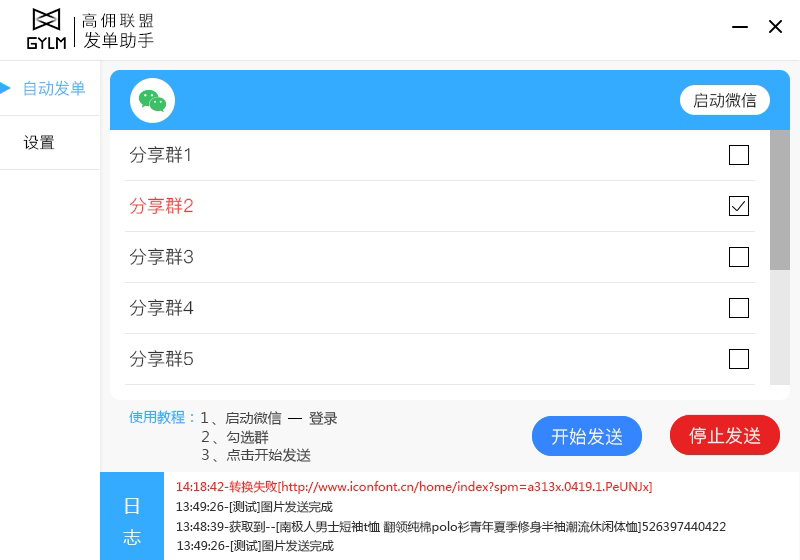 GYLM
高佣联盟
发单助手
自动发单
设置
启动微信
分享群1
分享群2
分享群3
分享群4
分享群5
使用教程：1、启动微信 — 登录
2、勾选群
3、点击开始发送
开始发送
停止发送
日志
14:18:42-转换失败[http://www.iconfont.cn/home/index?spm=a313x.0419.1.PeUNJx]
13:49:26-[测试]图片发送完成
13:48:39-获取到--[南极人男士短袖t恤 翻领纯棉polo衫青年夏季修身半袖潮流休闲体恤]526397440422
13:49:26-[测试]图片发送完成